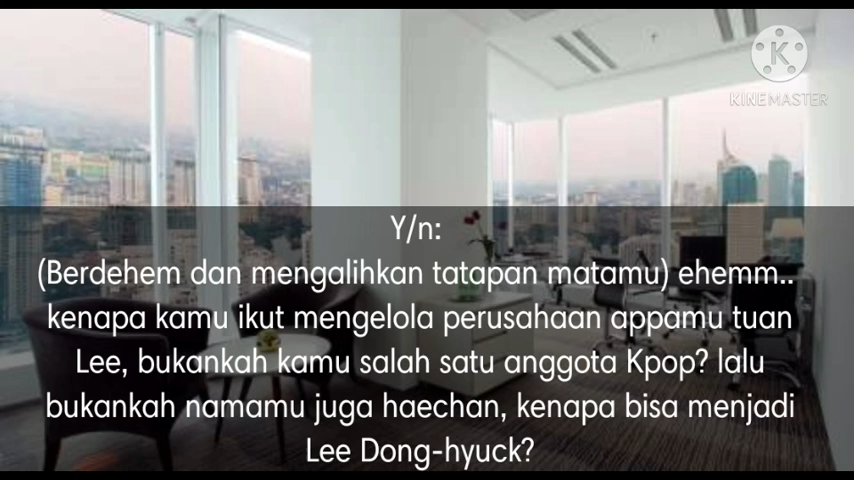 KINEMASTER
Y/n:
(Berdehem dan mengalihkan tatapan matamu) ehemm..
kenapa kamu ikut mengelola perusahaan appamu tuan
Lee, bukankah kamu salah satu anggota Kpop? lalu
bukankah namamu juga haechan, kenapa bisa menjadi
Lee Dong-hyuck?